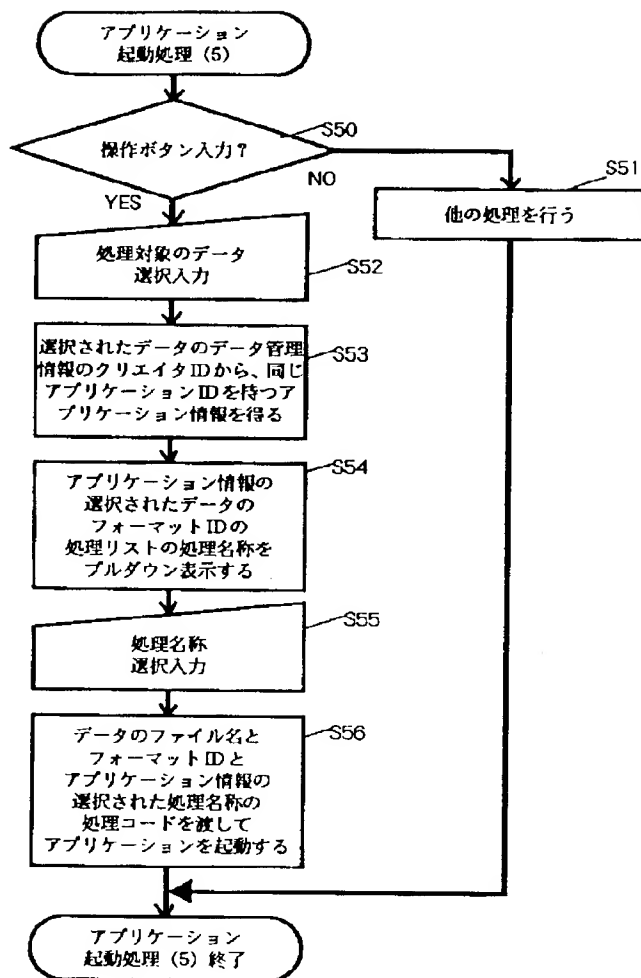 アプリケーション
起動処理（5）
S50
操作ボタン入力？
NO
YES
S51
他の処理を行う
処理対象のデータ
選択入力
S52
選択されたデータのデータ管理
情報のクリエイタIDから、同じ
アプリケーションIDを持つア
プリケーション情報を得る
S53
アプリケーション情報の
選択されたデータの
フォーマットIDの
処理リストの処理名称を
プルダウン表示する
S54
処理名称
選択入力
S55
データのファイル名と
フォーマットIDと
アプリケーション情報の
選択された処理名称の
処理コードを渡して
アプリケーションを起動する
S56
アプリケーション
起動処理（5）終了